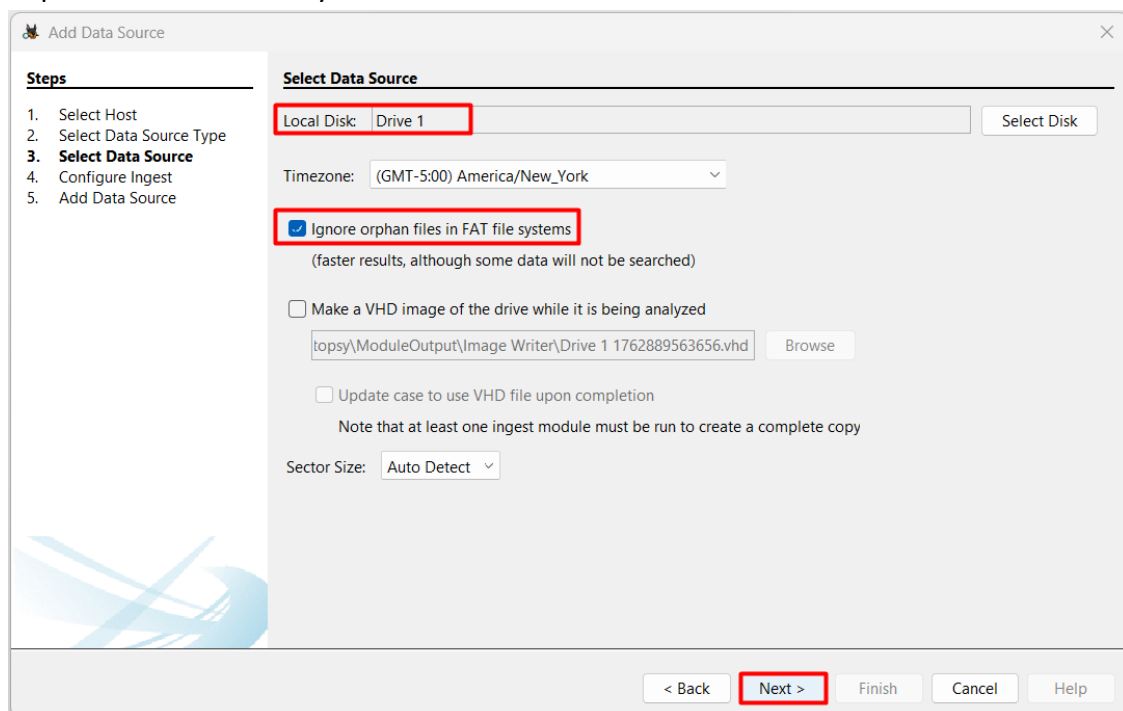 Add Data Source
Steps
1. Select Host
2. Select Data Source Type
3. Select Data Source
4. Configure Ingest
5. Add Data Source
Select Data Source
Local Disk: Drive 1 Select Disk
Timezone: (GMT-5:00) America/New_York
Ignore orphan files in FAT file systems
(faster results, although some data will not be searched)
Make a VHD image of the drive while it is being analyzed
topsy\ModuleOutput\Image Writer\Drive 1 1762889563656.vhd Browse
Update case to use VHD file upon completion
Note that at least one ingest module must be run to create a complete copy
Sector Size: Auto Detect
< Back Next > Finish Cancel Help